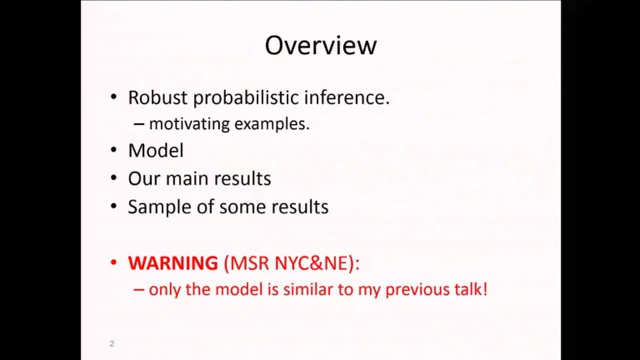 Overview
• Robust probabilistic inference.
– motivating examples.
• Model
• Our main results
• Sample of some results
• WARNING (MSR NYC&NE):
– only the model is similar to my previous talk!
2